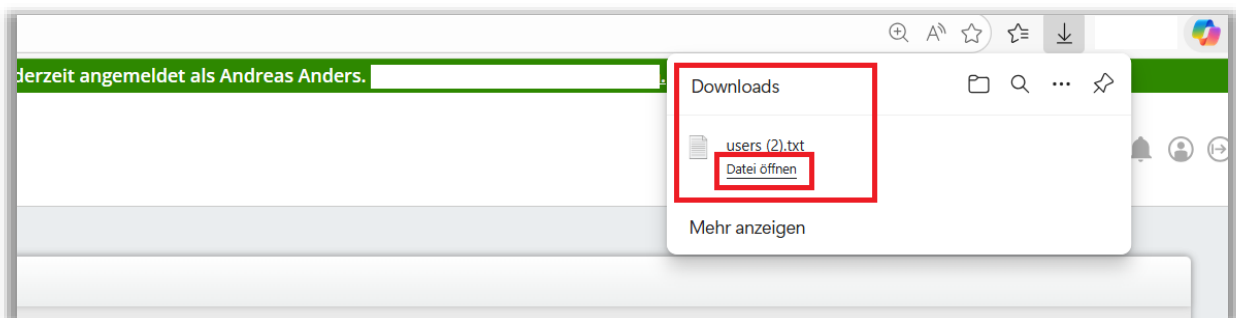 derzeit angemeldet als Andreas Anders.
Downloads
users (2).txt
Datei öffnen
Mehr anzeigen